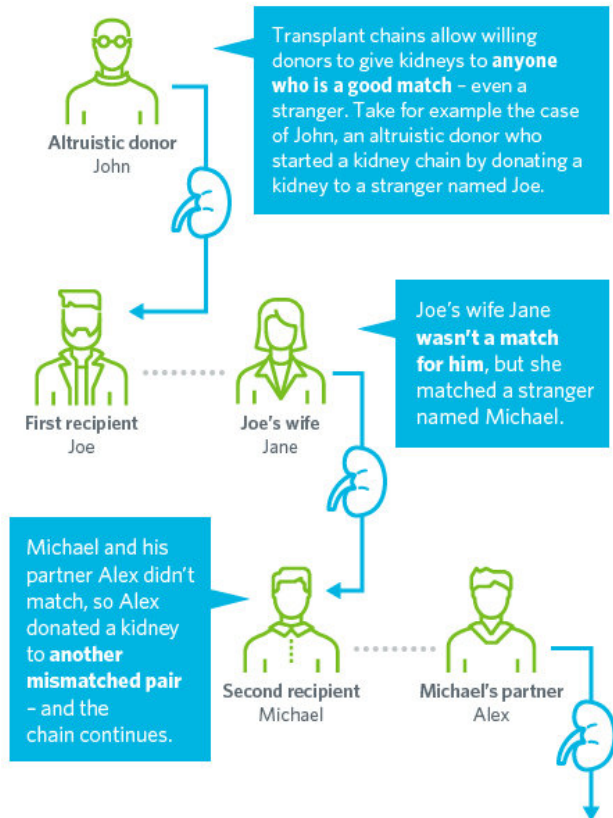 Transplant chains allow willing
donors to give kidneys to anyone
who is a good match – even a
stranger. Take for example the case
of John, an altruistic donor who
started a kidney chain by donating a
kidney to a stranger named Joe.
Altruistic donor
John
Joe's wife Jane
wasn't a match
for him, but she
matched a stranger
named Michael.
First recipient
Joe
Joe's wife
Jane
Michael and his
partner Alex didn't
match, so Alex
donated a kidney
to another
mismatched pair
– and the
chain continues.
Second recipient
Michael
Michael's partner
Alex